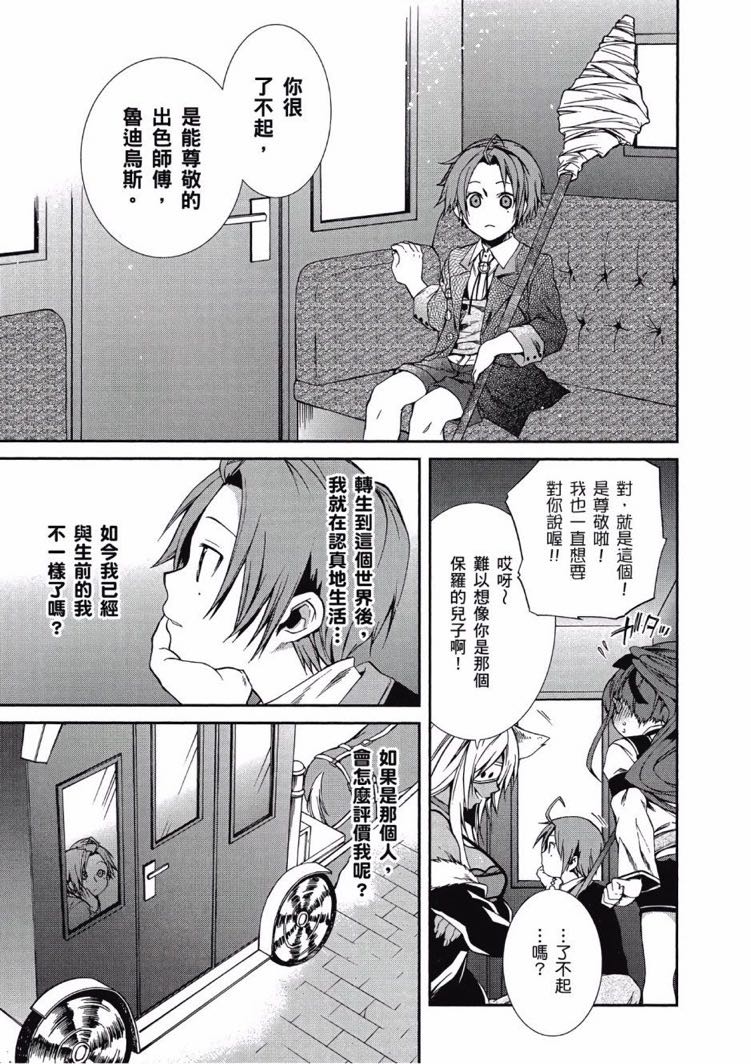 你很
了不起，
是能尊敬的
出色師傅，
魯迪烏斯。
對，就是這個！
是尊敬啦！
我也一直想要
對你說喔!!
哎呀～
難以想像你是那個
保羅的兒子啊！
ガタッ
…了不起
…嗎？
轉生到這個世界後，
我就在認真地生活…
如今我已經
與生前的我
不一樣了嗎？
如果是那個人，
會怎麼評價我呢？